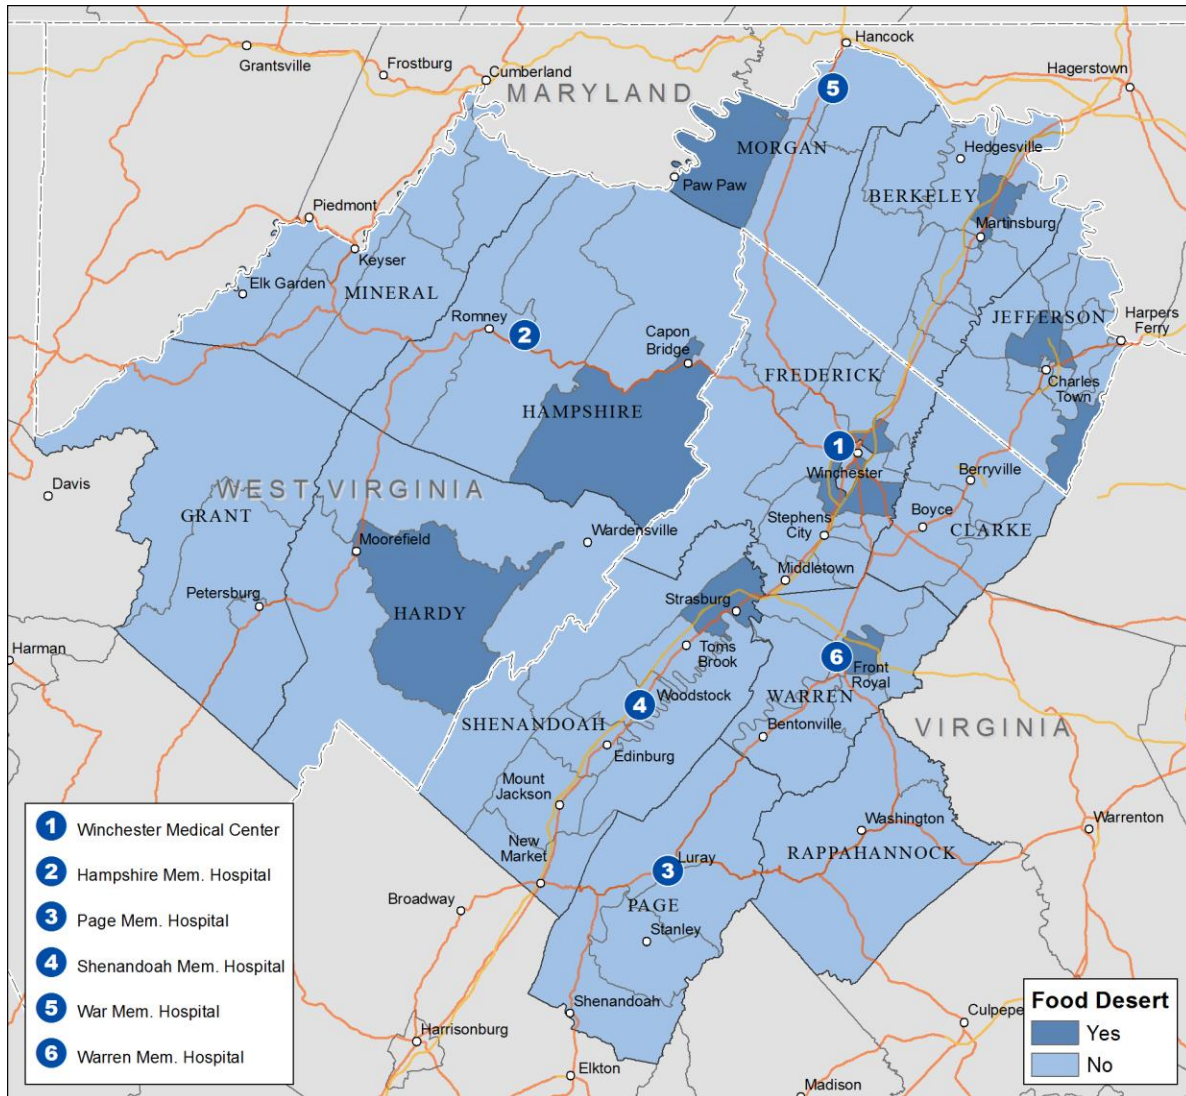 Hancock
Grantsville
Frostburg
Cumberland
Hagerstown
MARYLAND
5
MORGAN
Hedgesville
Paw Paw
BERKELEY
Piedmont
Martinsburg
Keyser
Elk Garden
MINERAL
Romney
2
Capon
Bridge
JEFFERSON
Harpers
Ferry
FREDERICK
Charles
Town
HAMPSHIRE
1
Winchester
Berryville
Davis
WEST VIRGINIA
GRANT
Stephens
City
Boyce
CLARKE
Wardensville
Moorefield
Middletown
Petersburg
HARDY
Strasburg
Harman
Toms
Brook
6
Front
Royal
4
Woodstock
WARREN
SHENANDOAH
VIRGINIA
Bentonville
Edinburg
Mount
Jackson
Washington
Warrenton
New
Market
Luray
RAPPAHANNOCK
3
Broadway
PAGE
Stanley
Shenandoah
Harrisonburg
Culpepe
Elkton
Madison
1 Winchester Medical Center
2 Hampshire Mem. Hospital
3 Page Mem. Hospital
4 Shenandoah Mem. Hospital
5 War Mem. Hospital
6 Warren Mem. Hospital
Food Desert
Yes
No